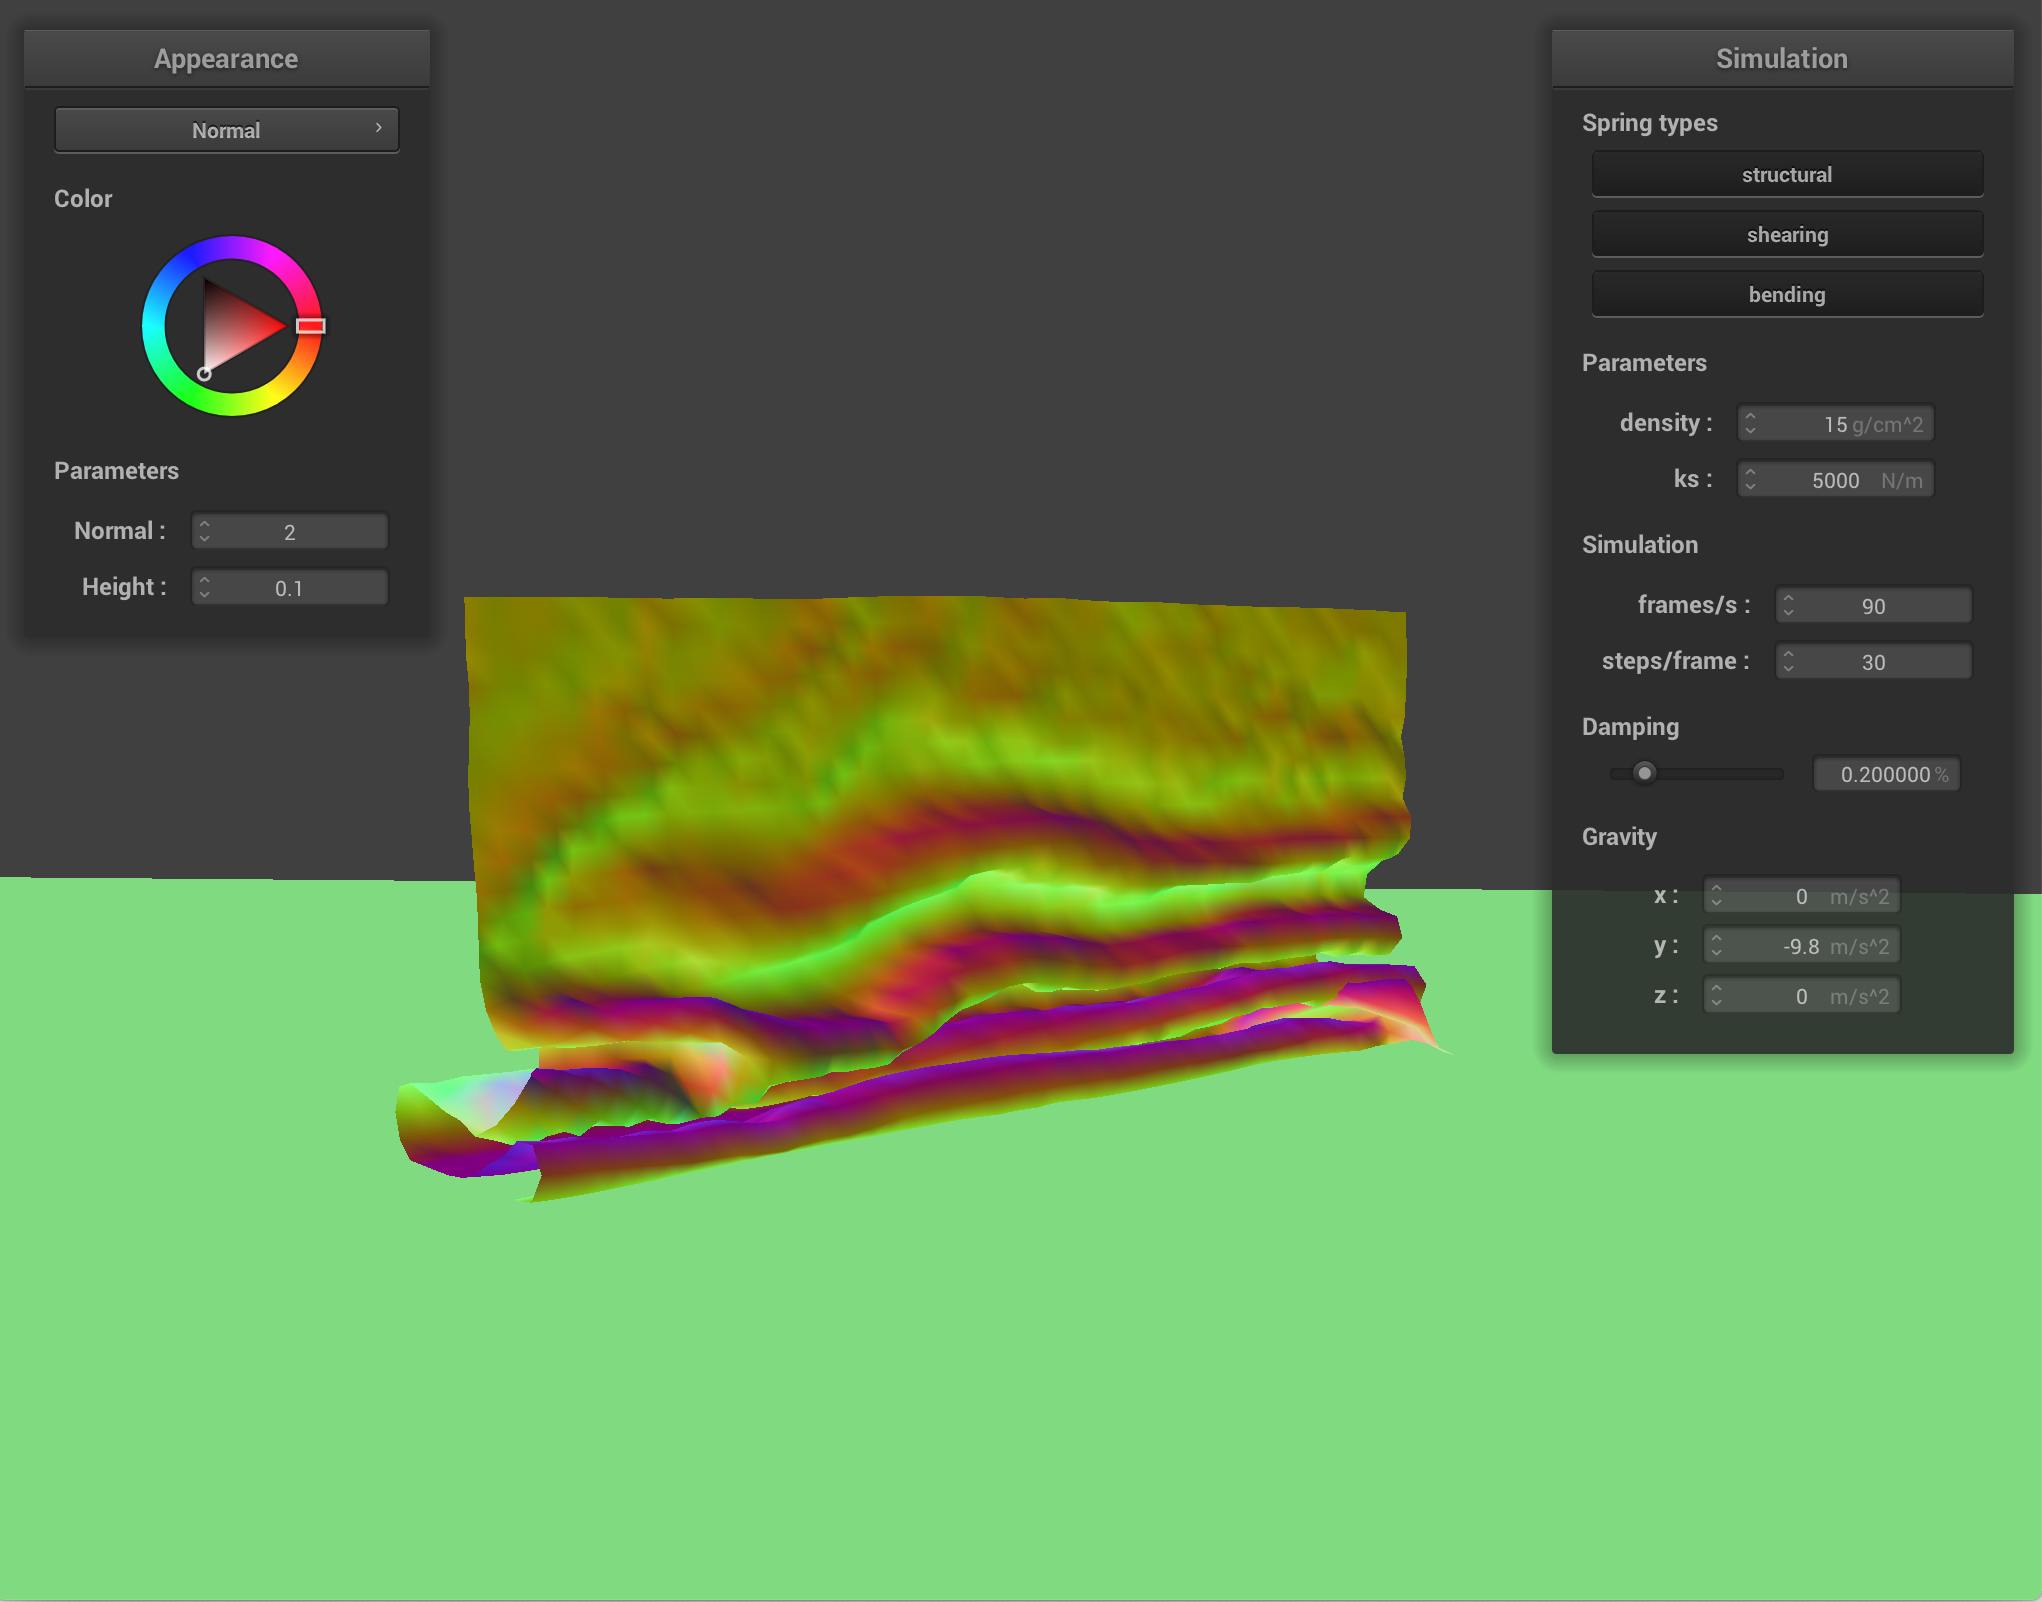 Appearance
Normal
Color
Parameters
Normal : 2
Height : 0.1
Simulation
Spring types
structural
shearing
bending
Parameters
density : 15 g/cm^2
ks : 5000 N/m
Simulation
frames/s : 90
steps/frame : 30
Damping
0.200000 %
Gravity
x : 0 m/s^2
y : -9.8 m/s^2
z : 0 m/s^2